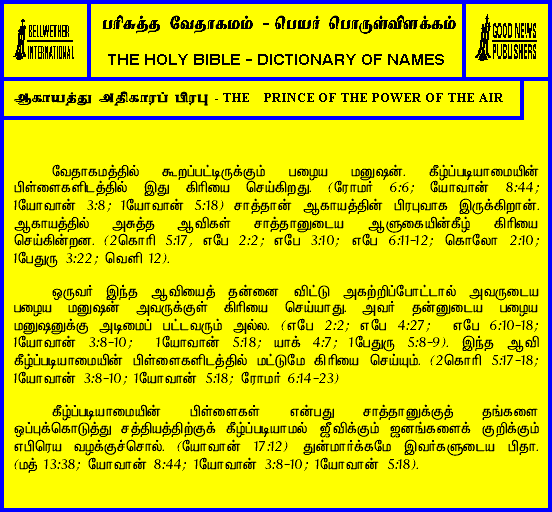 BELLWETHER
INTERNATIONAL
பரிசுத்த வேதாகமம் - பெயர் பொருள்விளக்கம்
THE HOLY BIBLE - DICTIONARY OF NAMES
GOOD NEWS
PUBLISHERS
ஆகாயத்து அதிகாரப் பிரபு - THE PRINCE OF THE POWER OF THE AIR
வேதாகமத்தில் கூறப்பட்டிருக்கும் பழைய மனுஷன். கீழ்ப்படியாமையின்
பிள்ளைகளிடத்தில் இது கிரியை செய்கிறது. (ரோமர் 6:6; யோவான் 8:44;
1யோவான் 3:8; 1யோவான் 5:18) சாத்தான் ஆகாயத்தின் பிரபுவாக இருக்கிறான்.
ஆகாயத்தில் அசுத்த ஆவிகள் சாத்தானுடைய ஆளுகையின்கீழ் கிரியை
செய்கின்றன. (2கொரி 5:17, எபே 2:2; எபே 3:10; எபே 6:11-12; கொலோ 2:10;
1பேதுரு 3:22; வெளி 12).
ஒருவர் இந்த ஆவியைத் தன்னை விட்டு அகற்றிப்போட்டால் அவருடைய
பழைய மனுஷன் அவருக்குள் கிரியை செய்யாது. அவர் தன்னுடைய பழைய
மனுஷனுக்கு அடிமைப் பட்டவரும் அல்ல. (எபே 2:2; எபே 4:27; எபே 6:10-18;
1யோவான் 3:8-10; 1யோவான் 5:18; யாக் 4:7; 1பேதுரு 5:8-9). இந்த ஆவி
கீழ்ப்படியாமையின் பிள்ளைகளிடத்தில் மட்டுமே கிரியை செய்யும். (2கொரி 5:17-18;
1யோவான் 3:8-10; 1யோவான் 5:18; ரோமர் 6:14-23)
கீழ்ப்படியாமையின் பிள்ளைகள் என்பது சாத்தானுக்குத் தங்களை
ஒப்புக்கொடுத்து சத்தியத்திற்குக் கீழ்ப்படியாமல் ஜீவிக்கும் ஜனங்களைக் குறிக்கும்
எபிரெய வழக்குச்சொல். (யோவான் 17:12) துன்மார்க்கமே இவர்களுடைய பிதா.
(மத் 13:38; யோவான் 8:44; 1யோவான் 3:8-10; 1யோவான் 5:18).